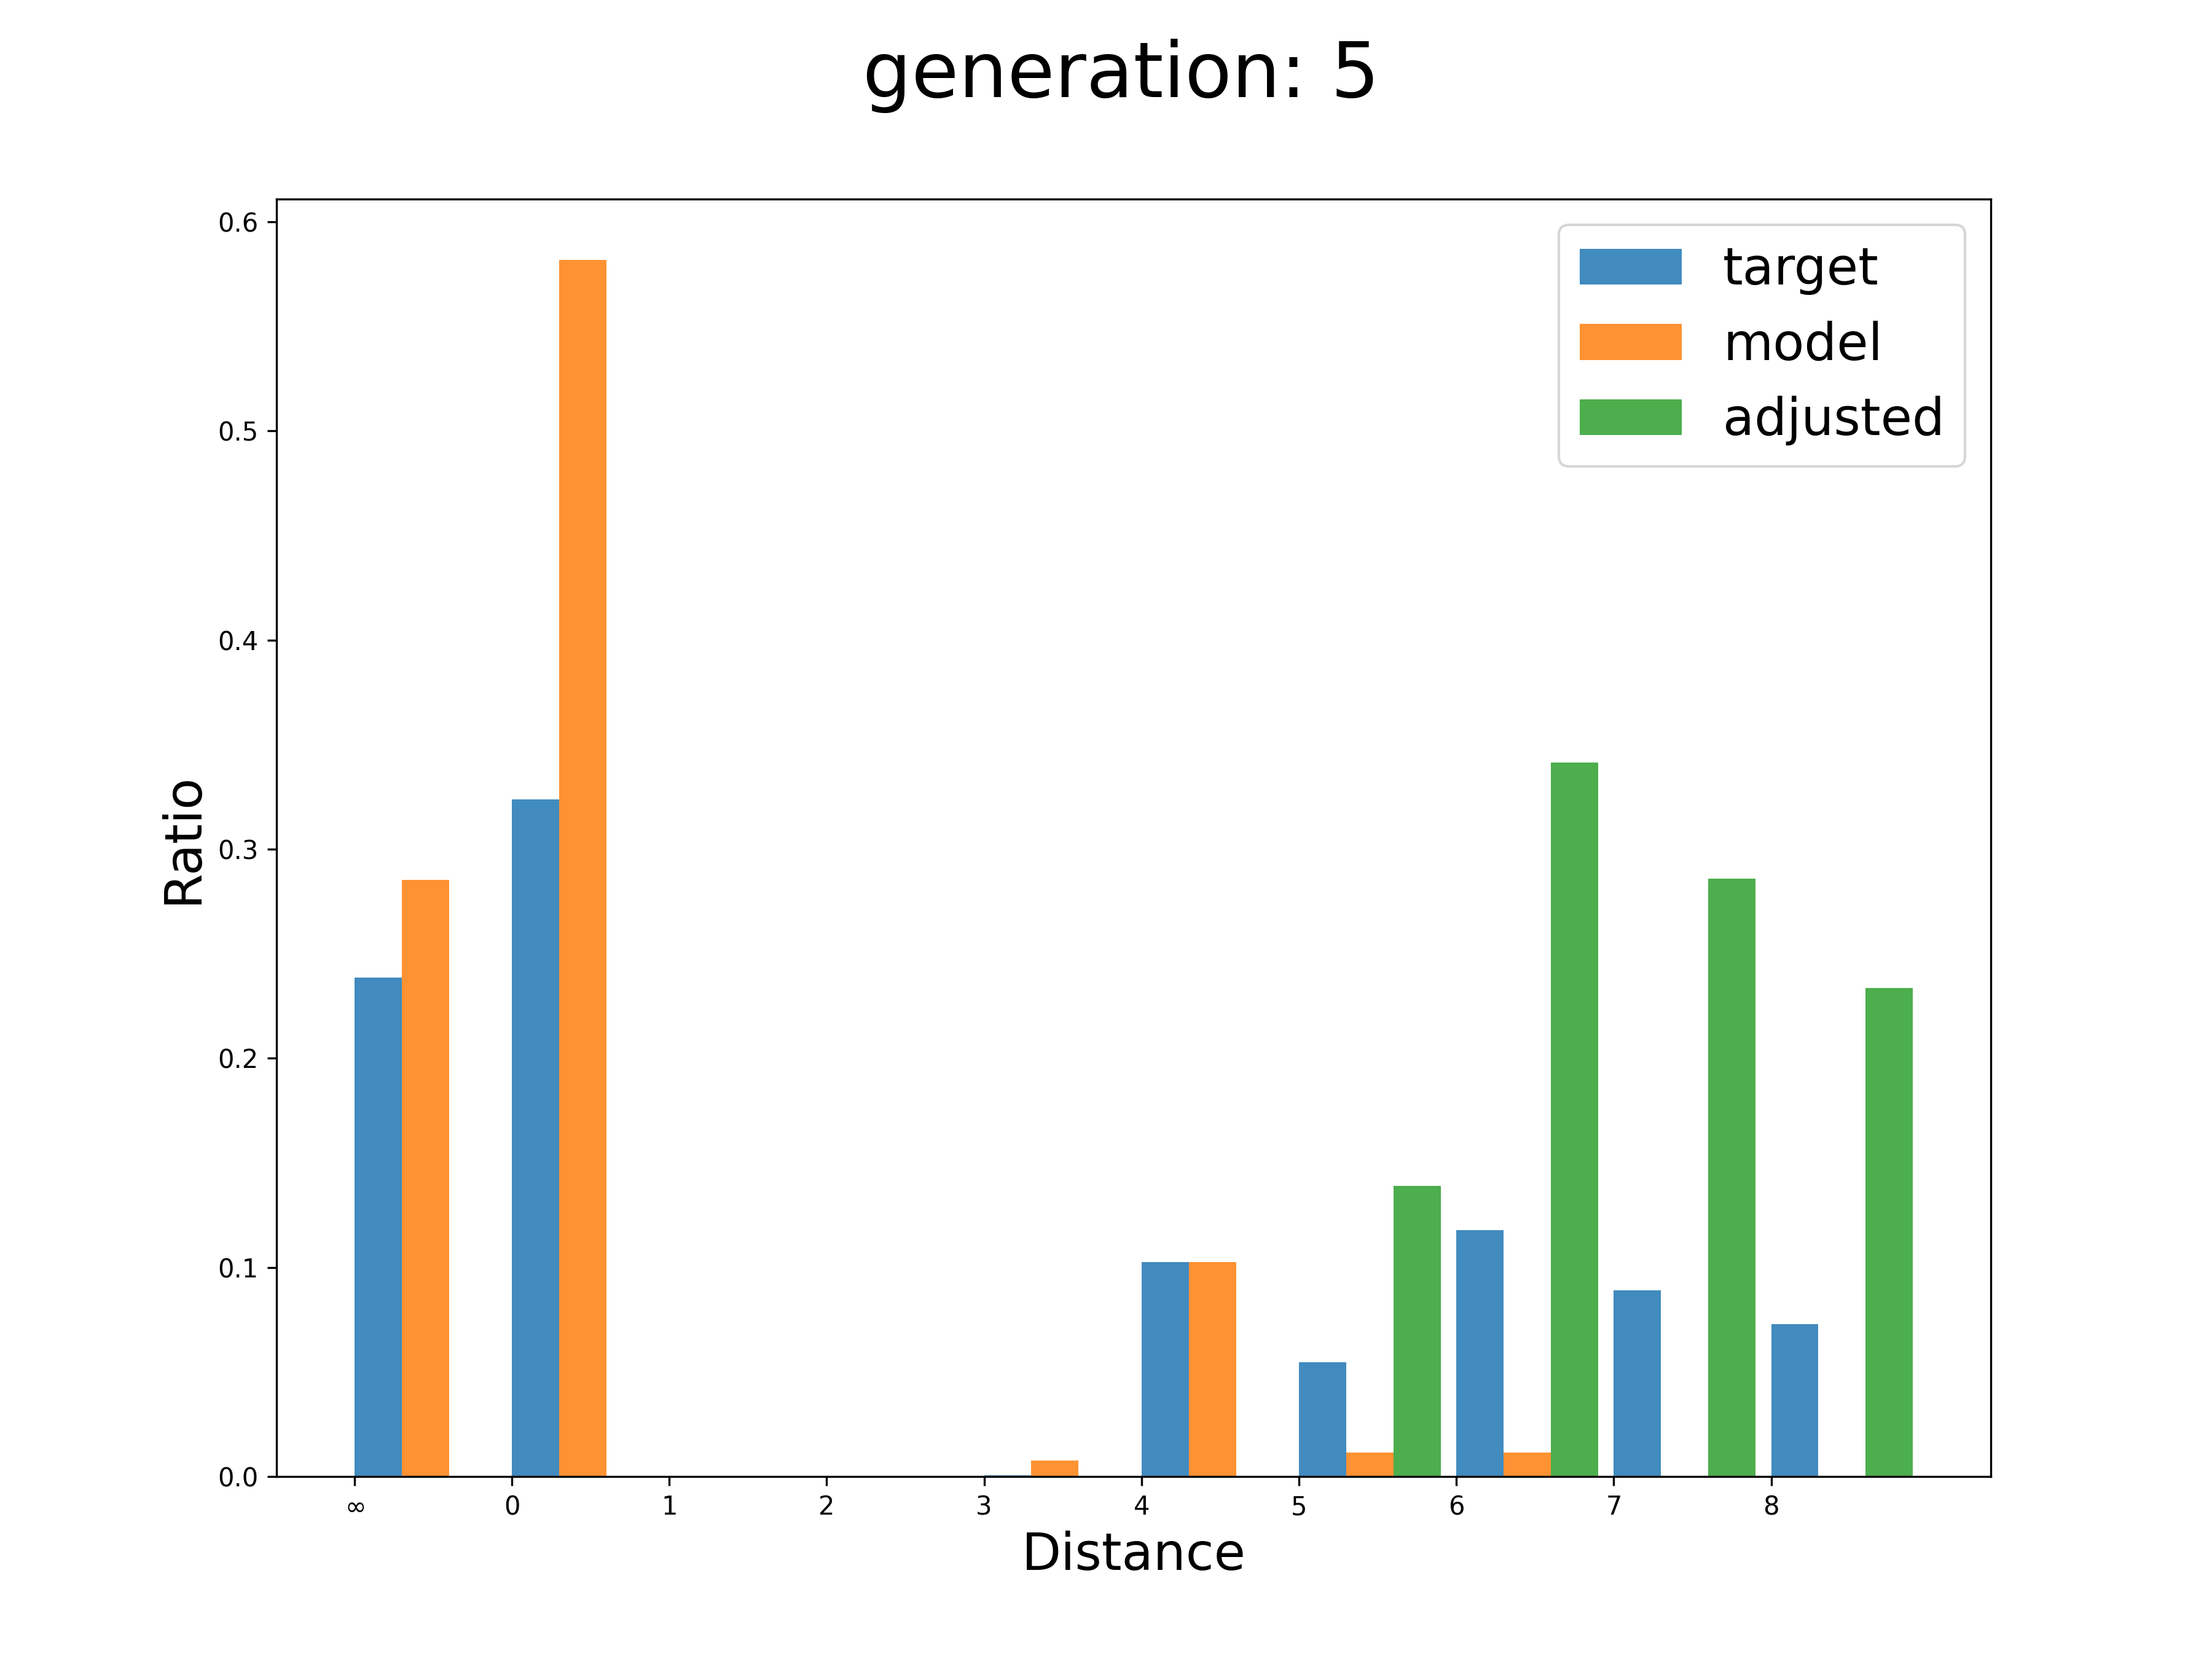 generation: 5
0.6
0.5
0.4
0.3
0.2
0.1
0.0
Ratio
target
model
adjusted
∞ 0 1 2 3 4 5 6 7 8
Distance